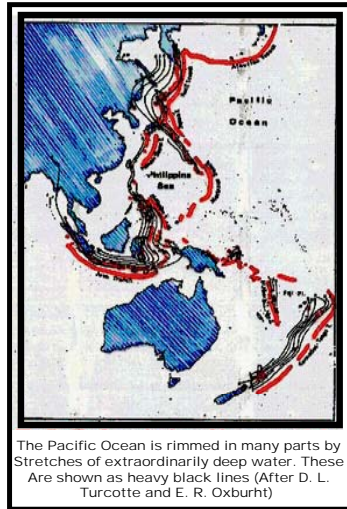 Pacific
Ocean
Philippine
Sea
The Pacific Ocean is rimmed in many parts by
Stretches of extraordinarily deep water. These
Are shown as heavy black lines (After D. L.
Turcotte and E. R. Oxburht)